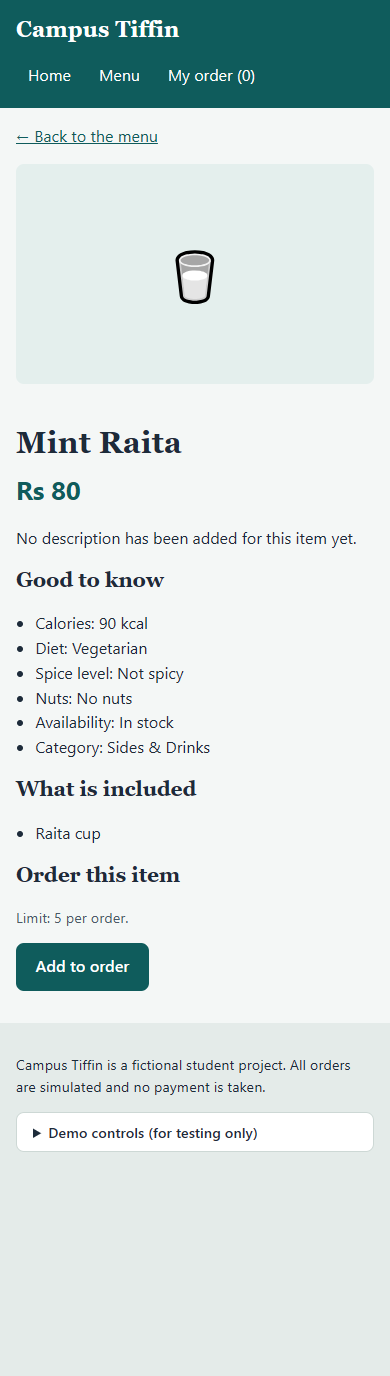 Campus Tiffin
Home Menu My order (0)
← Back to the menu
Mint Raita
Rs 80
No description has been added for this item yet.
Good to know
• Calories: 90 kcal
• Diet: Vegetarian
• Spice level: Not spicy
• Nuts: No nuts
• Availability: In stock
• Category: Sides & Drinks
What is included
• Raita cup
Order this item
Limit: 5 per order.
Add to order
Campus Tiffin is a fictional student project. All orders
are simulated and no payment is taken.
▶ Demo controls (for testing only)